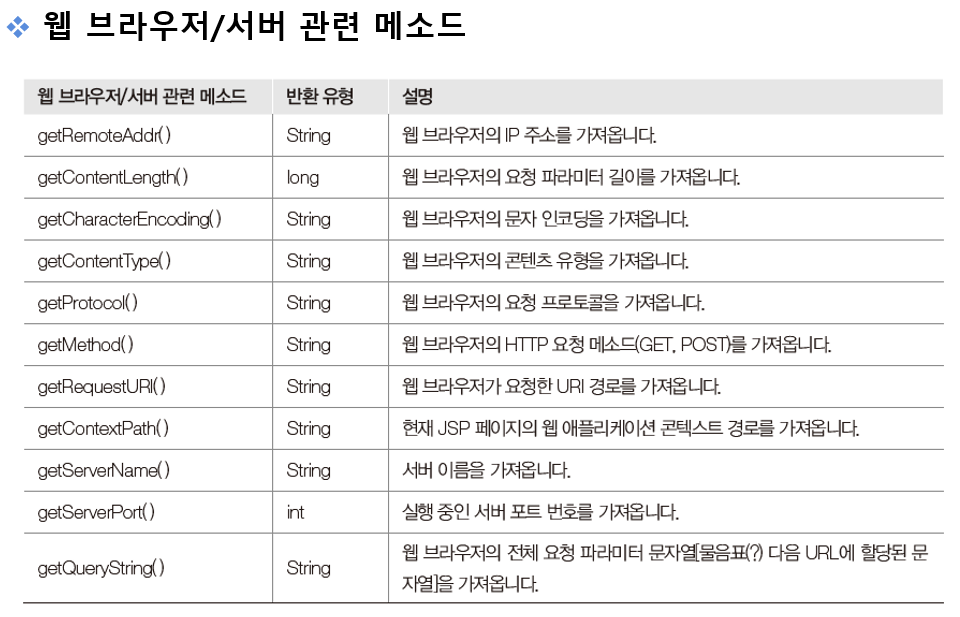 웹 브라우저/서버 관련 메소드
웹 브라우저/서버 관련 메소드 반환 유형 설명
getRemoteAddr() String 웹 브라우저의 IP 주소를 가져옵니다.
getContentLength() long 웹 브라우저의 요청 파라미터 길이를 가져옵니다.
getCharacterEncoding() String 웹 브라우저의 문자 인코딩을 가져옵니다.
getContentType() String 웹 브라우저의 콘텐츠 유형을 가져옵니다.
getProtocol() String 웹 브라우저의 요청 프로토콜을 가져옵니다.
getMethod() String 웹 브라우저의 HTTP 요청 메소드(GET, POST)를 가져옵니다.
getRequestURI() String 웹 브라우저가 요청한 URI 경로를 가져옵니다.
getContextPath() String 현재 JSP 페이지의 웹 애플리케이션 콘텍스트 경로를 가져옵니다.
getServerName() String 서버 이름을 가져옵니다.
getServerPort() int 실행 중인 서버 포트 번호를 가져옵니다.
getQueryString() String 웹 브라우저의 전체 요청 파라미터 문자열[물음표(?) 다음 URL에 할당된 문
자열]을 가져옵니다.